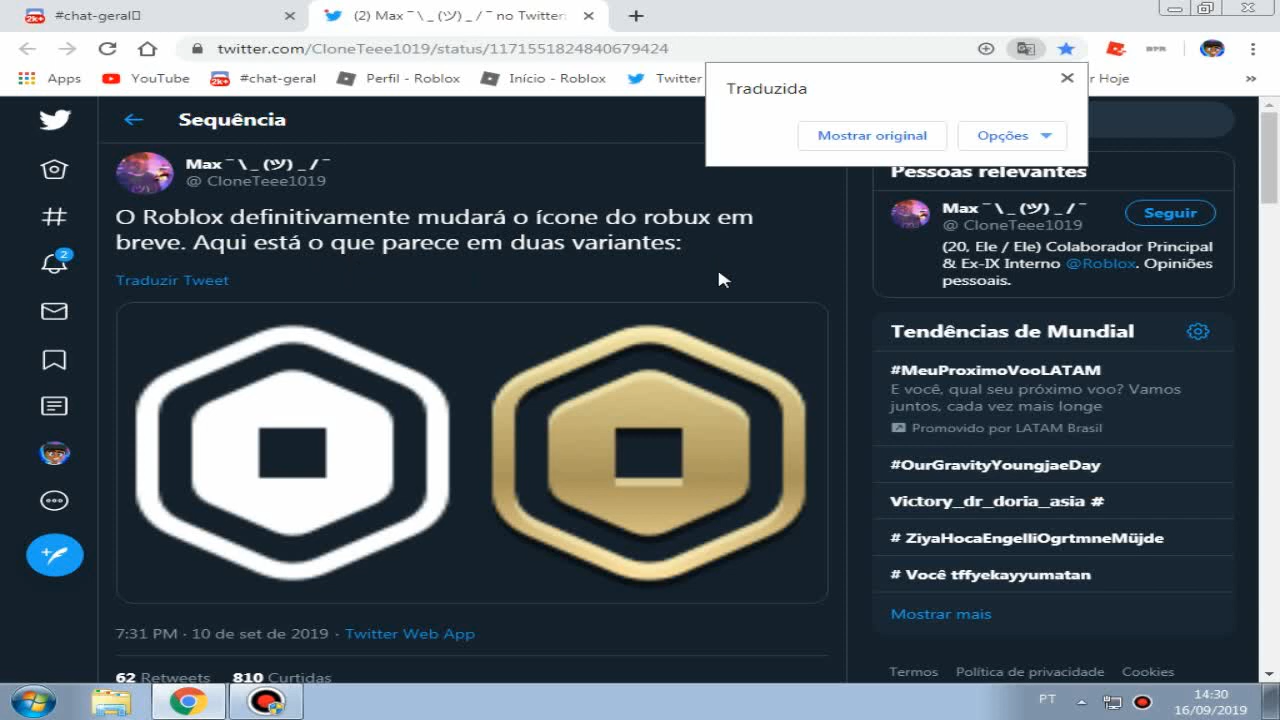 #chat-geral
(2) Max ¯ \ _ (ツ) _ / ¯ no Twitter:
twitter.com/CloneTeee1019/status/1171551824840679424
Apps
YouTube
2k+
#chat-geral
Perfil - Roblox
Início - Roblox
Twitter
r Hoje
»
Traduzida
Mostrar original
Opções
Sequência
Max ¯ \ _ (ツ) _ / ¯
@ CloneTeee1019
O Roblox definitivamente mudará o ícone do robux em
breve. Aqui está o que parece em duas variantes:
Traduzir Tweet
7:31 PM · 10 de set de 2019 · Twitter Web App
62 Retweets 810 Curtidas
2
Pessoas relevantes
Max ¯ \ _ (ツ) _ / ¯
@ CloneTeee1019
Seguir
(20, Ele / Ele) Colaborador Principal
& Ex-IX Interno @Roblox. Opiniões
pessoais.
Tendências de Mundial
#MeuProximoVooLATAM
E você, qual seu próximo voo? Vamos
juntos, cada vez mais longe
Promovido por LATAM Brasil
#OurGravityYoungjaeDay
Victory_dr_doria_asia #
# ZiyaHocaEngelliOgrtmneMüjde
# Você tffyekayyumatan
Mostrar mais
Termos Política de privacidade Cookies
PT
14:30
16/09/2019